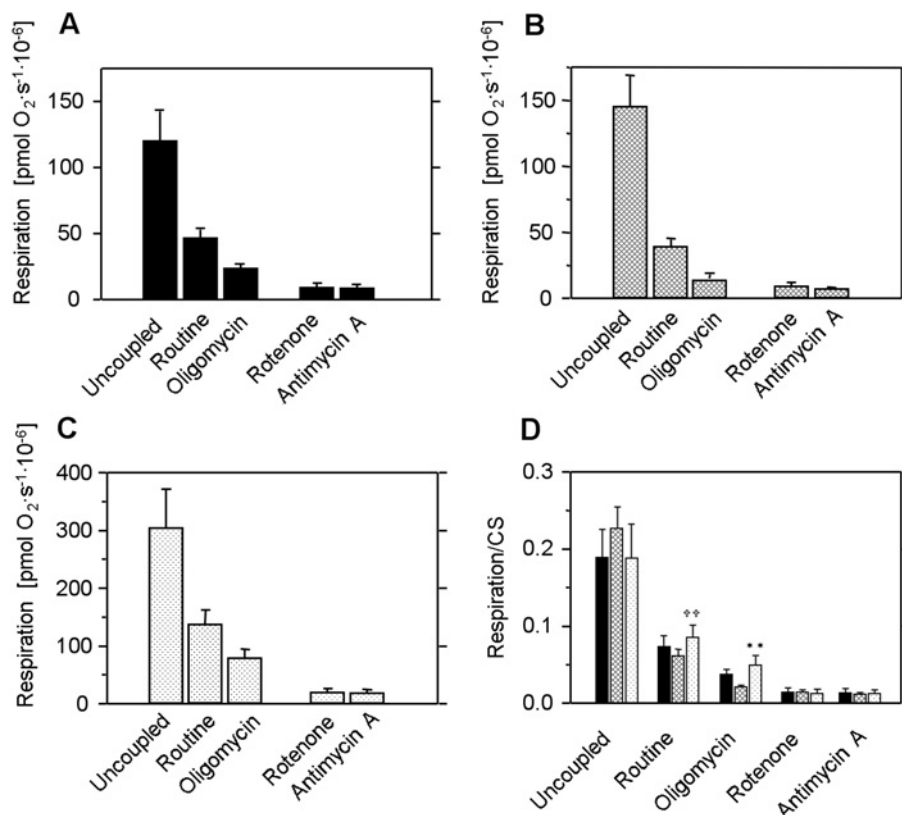 A
Respiration [pmol O₂·s⁻¹·10⁻⁶]
150
100
50
0
Uncoupled
Routine
Oligomycin
Rotenone
Antimycin A
B
Respiration [pmol O₂·s⁻¹·10⁻⁶]
150
100
50
0
Uncoupled
Routine
Oligomycin
Rotenone
Antimycin A
C
Respiration [pmol O₂·s⁻¹·10⁻⁶]
400
300
200
100
0
Uncoupled
Routine
Oligomycin
Rotenone
Antimycin A
D
Respiration/CS
0.3
0.2
0.1
0.0
††
**
Uncoupled
Routine
Oligomycin
Rotenone
Antimycin A